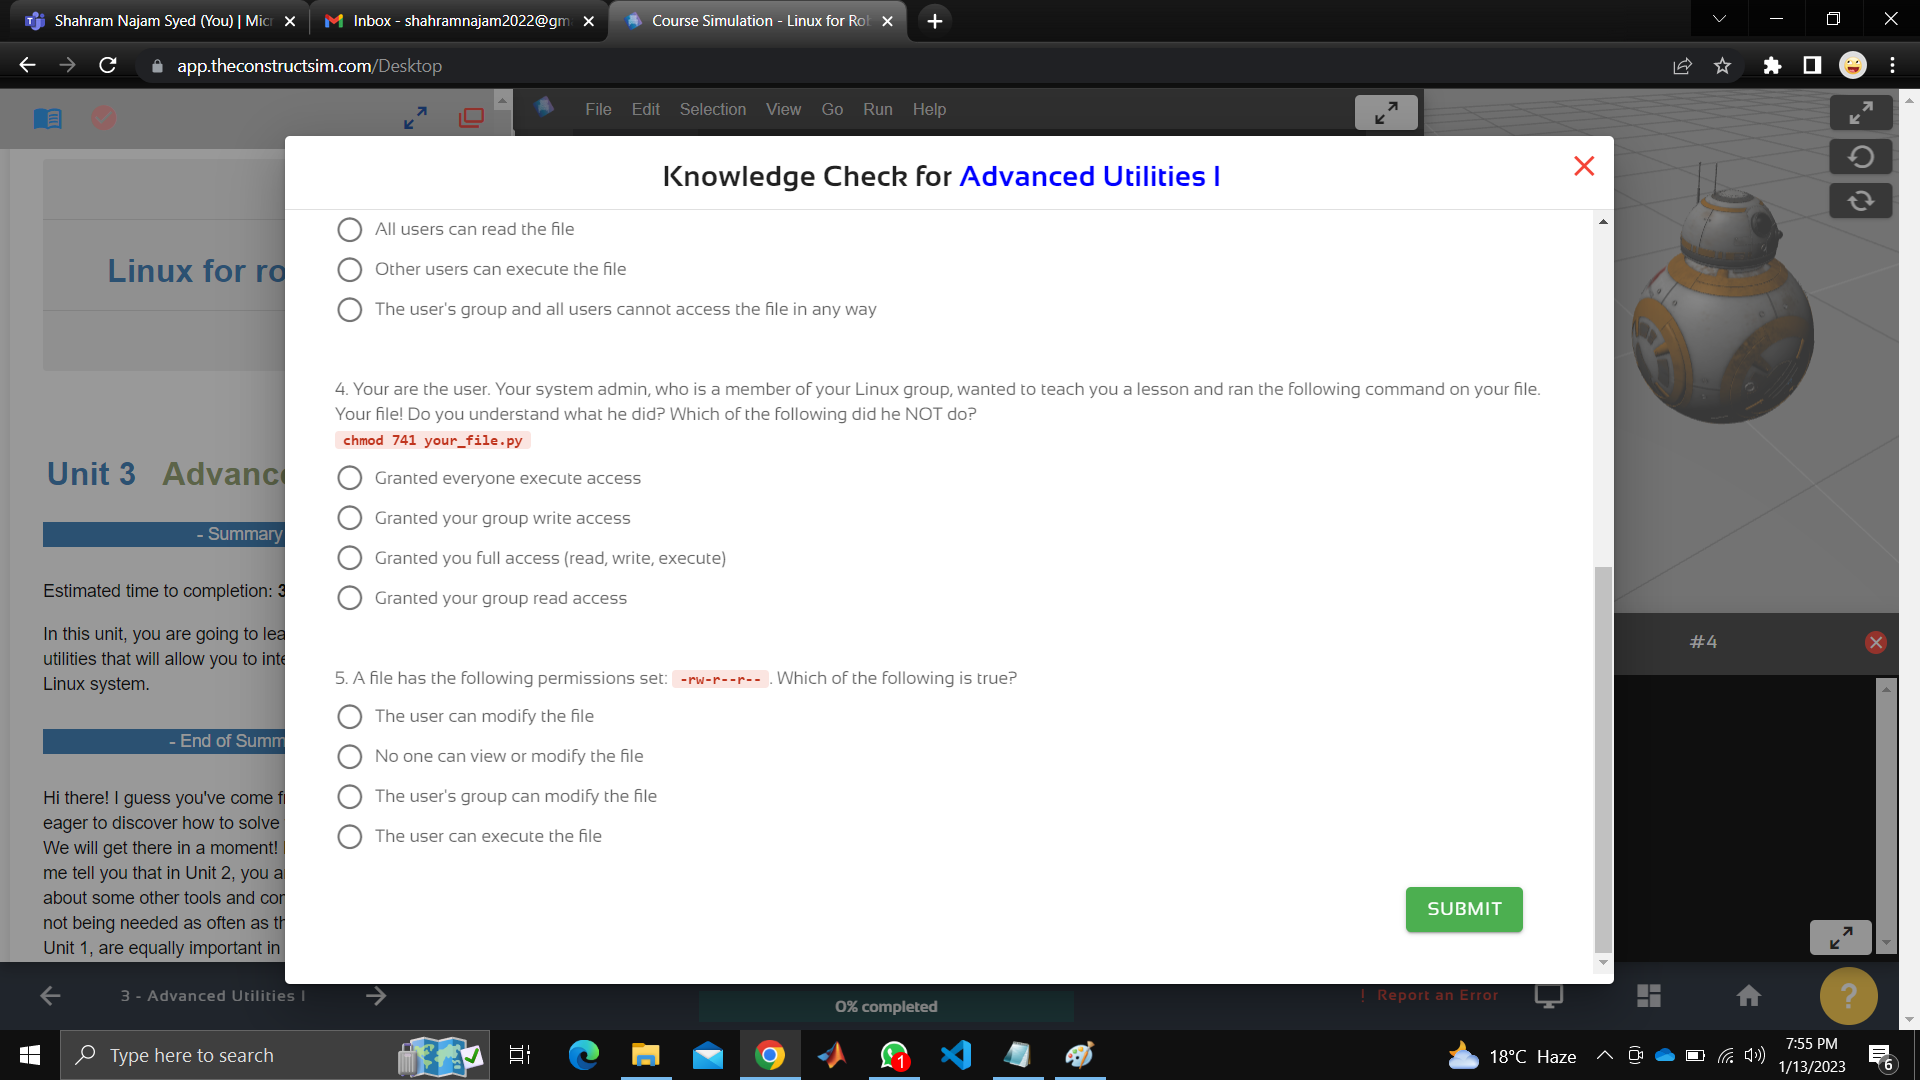 Shahram Najam Syed (You) | Mic
Inbox - shahramnajam2022@gm
Course Simulation - Linux for Rob
app.theconstructsim.com/Desktop
File Edit Selection View Go Run Help
Knowledge Check for Advanced Utilities I
All users can read the file
Other users can execute the file
The user's group and all users cannot access the file in any way
4. Your are the user. Your system admin, who is a member of your Linux group, wanted to teach you a lesson and ran the following command on your file.
Your file! Do you understand what he did? Which of the following did he NOT do?
chmod 741 your_file.py
Granted everyone execute access
Granted your group write access
Granted you full access (read, write, execute)
Granted your group read access
5. A file has the following permissions set: -rw-r--r-- . Which of the following is true?
The user can modify the file
No one can view or modify the file
The user's group can modify the file
The user can execute the file
SUBMIT
Linux for ro
Unit 3 Advanc
- Summary
Estimated time to completion: 3
In this unit, you are going to lea
utilities that will allow you to inte
Linux system.
- End of Summ
Hi there! I guess you've come f
eager to discover how to solve
We will get there in a moment!
me tell you that in Unit 2, you a
about some other tools and con
not being needed as often as th
Unit 1, are equally important in
#4
3 - Advanced Utilities I
0% completed
! Report an Error
?
Type here to search
1
18°C Haze
7:55 PM
1/13/2023
6